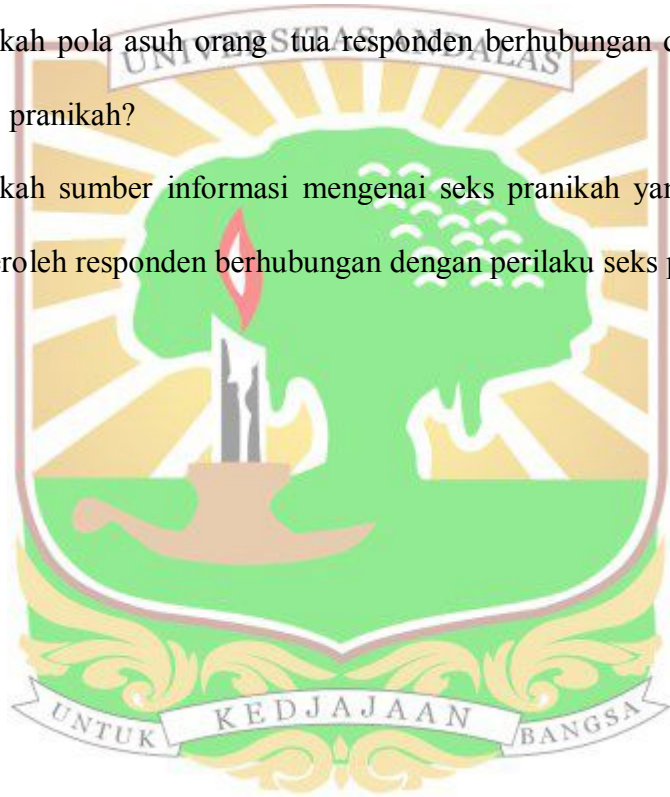 kah pola asuh orang tua responden berhubungan d
UNIVERSITAS ANDALAS
pranikah?
kah sumber informasi mengenai seks pranikah yan
eroleh responden berhubungan dengan perilaku seks p
UNTUK KEDJAJAAN BANGSA